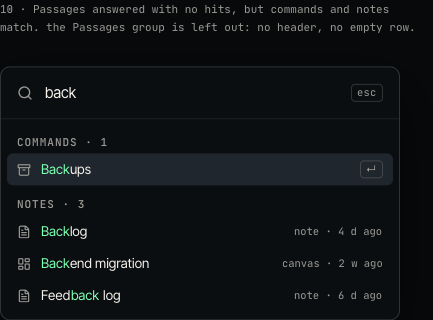 10 · Passages answered with no hits, but commands and notes
match. the Passages group is left out: no header, no empty row.
back
esc
COMMANDS · 1
Backups
↵
NOTES · 3
Backlog
note · 4 d ago
Backend migration
canvas · 2 w ago
Feedback log
note · 6 d ago